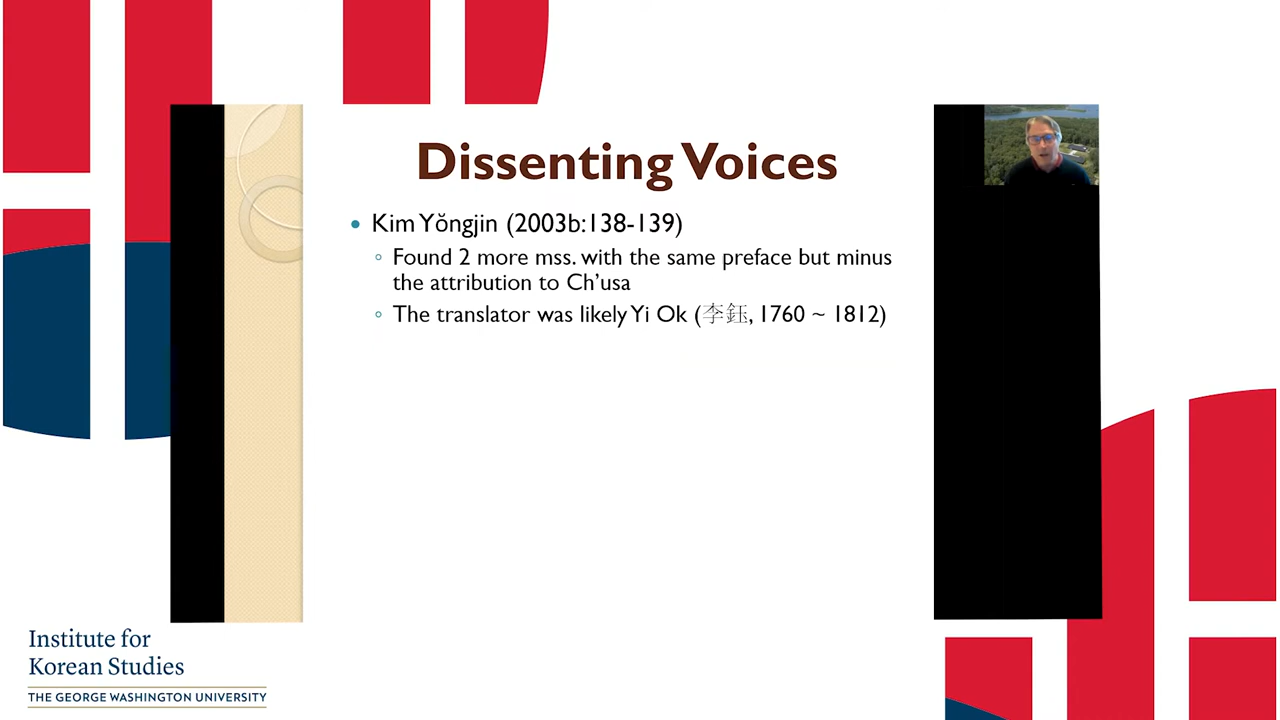 Dissenting Voices
• Kim Yŏngjin (2003b:138-139)
◦ Found 2 more mss. with the same preface but minus
the attribution to Ch’usa
◦ The translator was likely Yi Ok (李鈺, 1760 ~ 1812)
Institute for
Korean Studies
THE GEORGE WASHINGTON UNIVERSITY